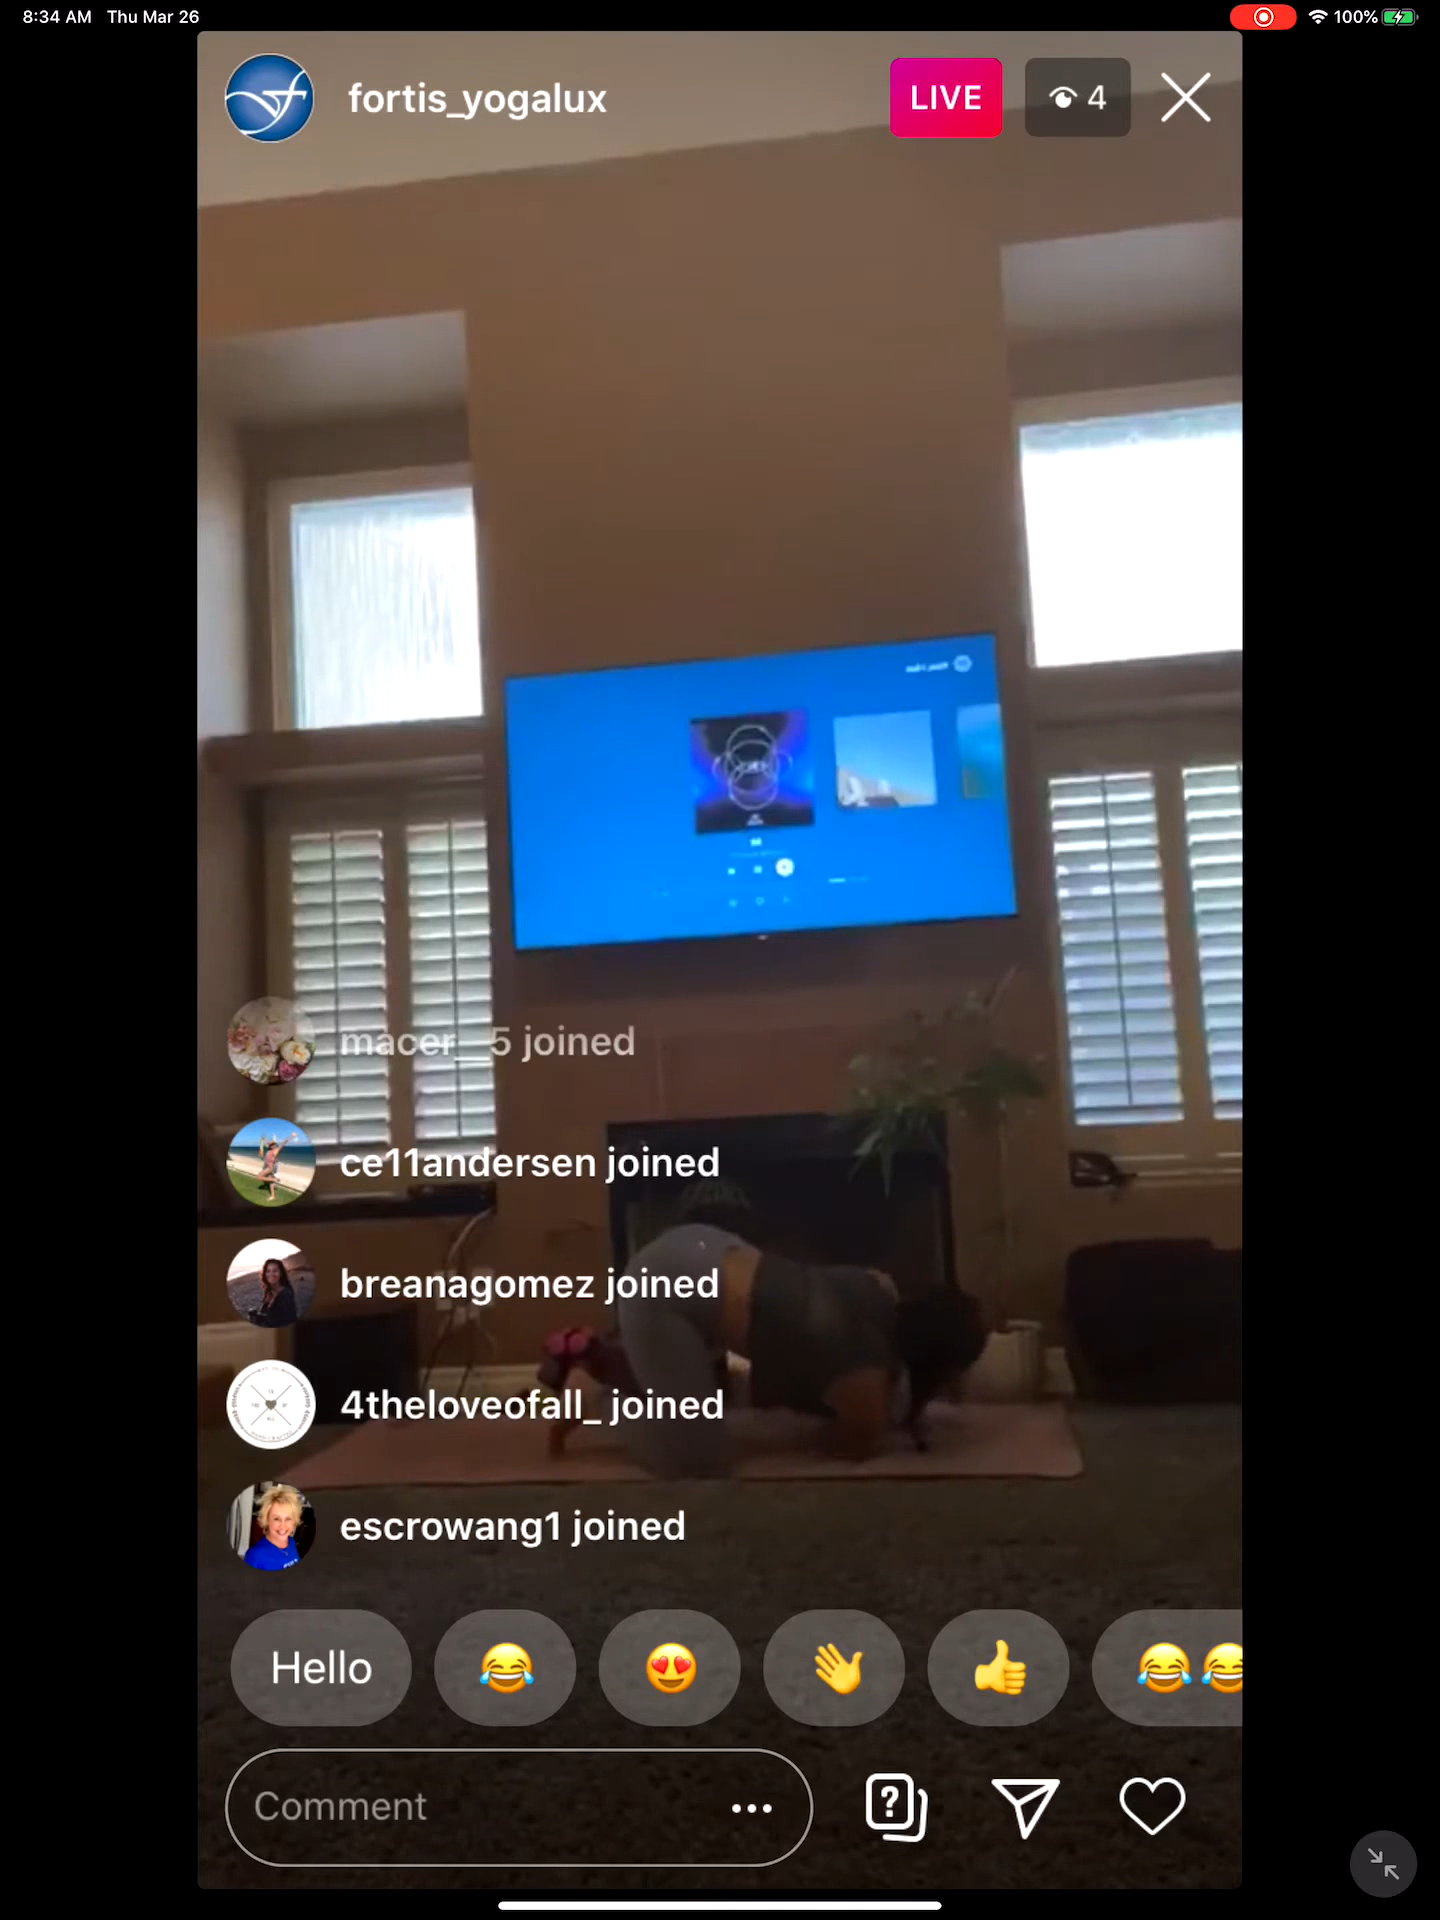 8:34 AM Thu Mar 26
100%
fortis_yogalux
LIVE
4
macer__5 joined
ce11andersen joined
breanagomez joined
4theloveofall_ joined
escrowang1 joined
Hello 😂 😍 👋 👍 😂😂
Comment